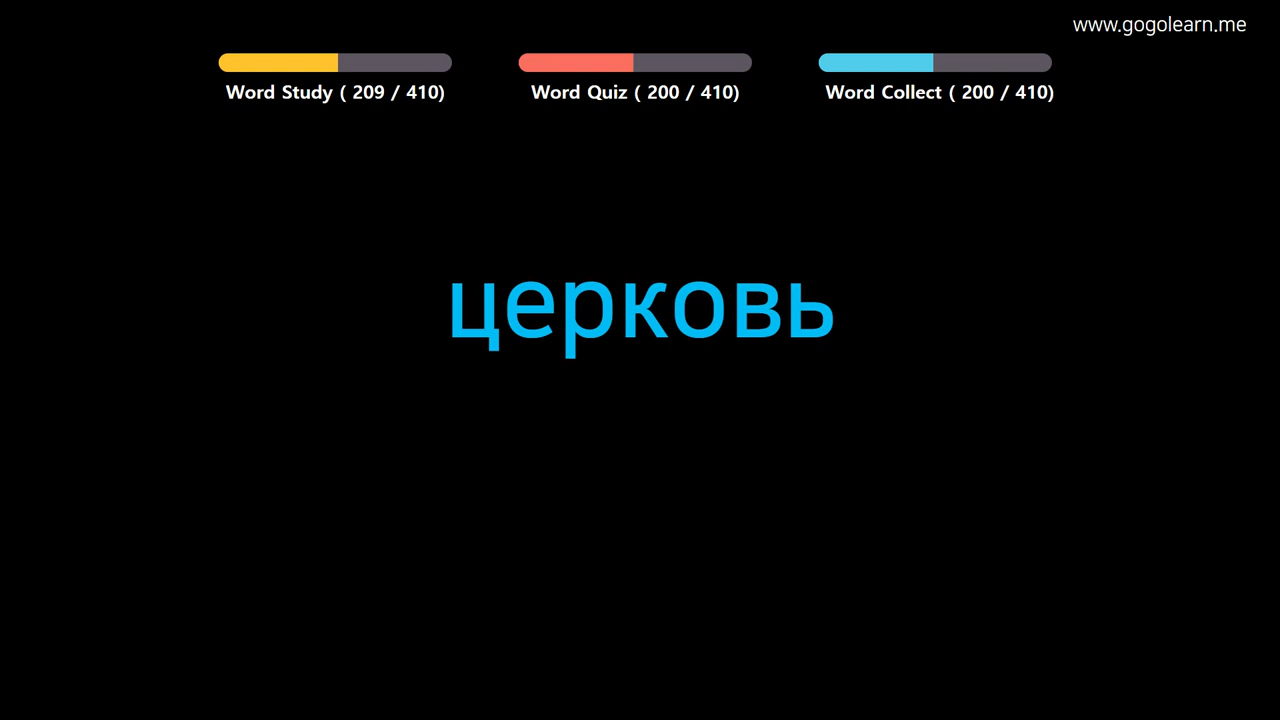 www.gogolearn.me
Word Study ( 209 / 410)
Word Quiz ( 200 / 410)
Word Collect ( 200 / 410)
церковь